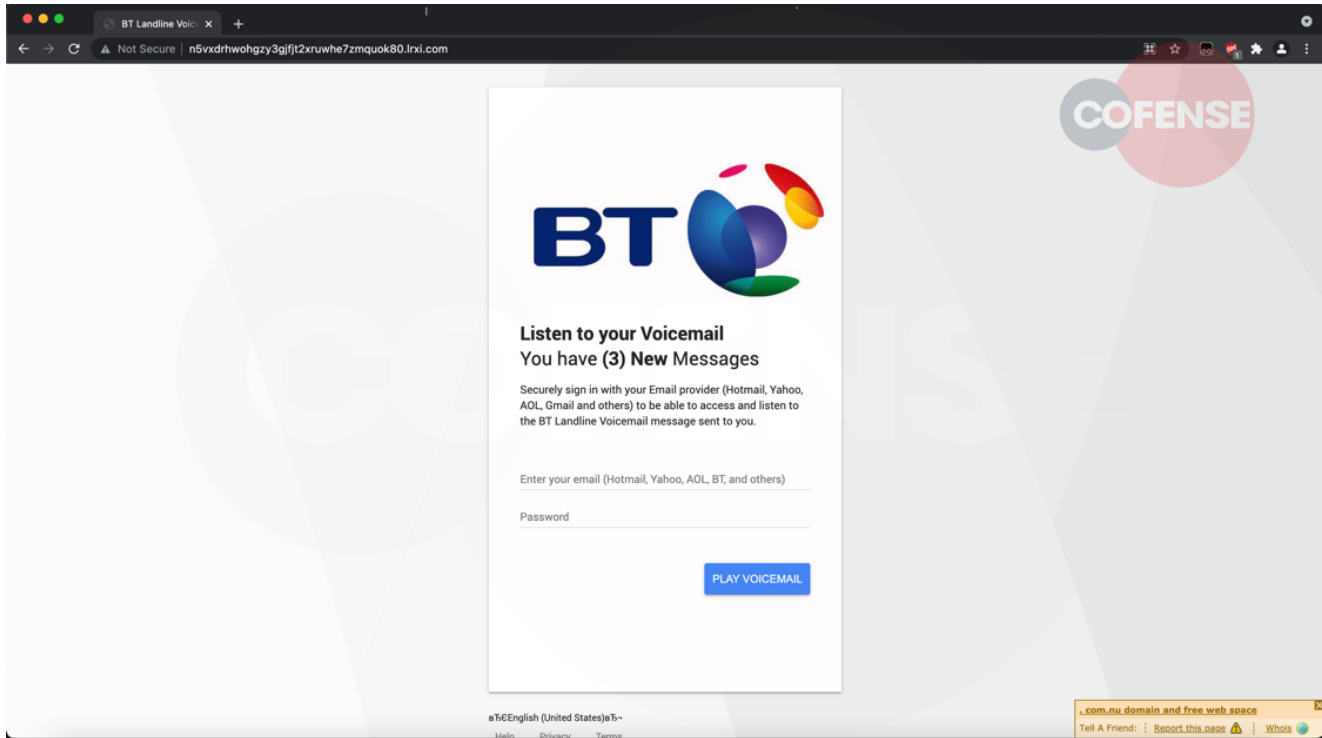 BT Landline Voic
Not Secure | n5vxdrhwohgzy3gjfjt2xruwhe7zmquok80.lrxi.com
COFENSE
BT
Listen to your Voicemail
You have (3) New Messages
Securely sign in with your Email provider (Hotmail, Yahoo,
AOL, Gmail and others) to be able to access and listen to
the BT Landline Voicemail message sent to you.
Enter your email (Hotmail, Yahoo, AOL, BT, and others)
Password
PLAY VOICEMAIL
вЂЄEnglish (United States)вЂ¬
Help Privacy Terms
. com.nu domain and free web space
Tell A Friend: Report this page Whois